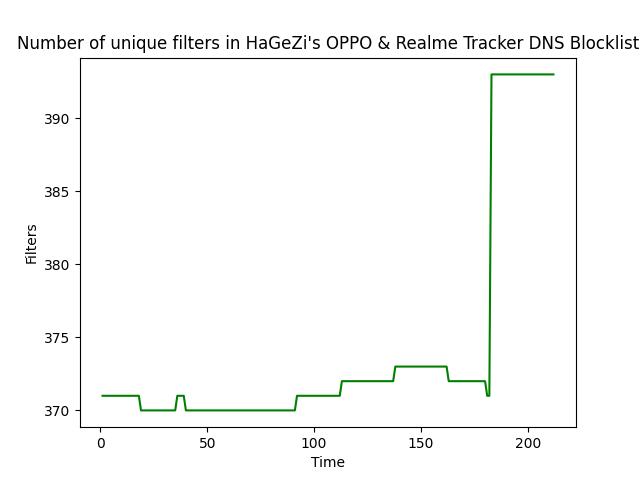 Number of unique filters in HaGeZi's OPPO & Realme Tracker DNS Blocklist
390
385
380
375
370
Filters
0 50 100 150 200
Time